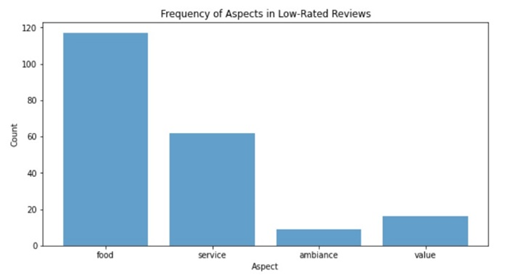 Frequency of Aspects in Low-Rated Reviews
120
100
80
60
40
20
0
Count
food service ambiance value
Aspect